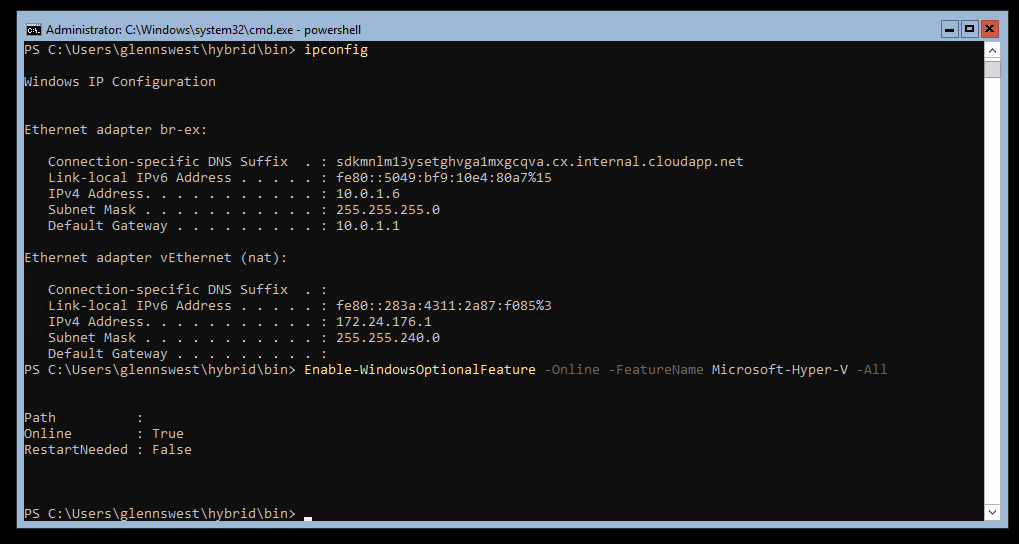 Administrator: C:\Windows\system32\cmd.exe - powershell
PS C:\Users\glennswest\hybrid\bin> ipconfig
Windows IP Configuration
Ethernet adapter br-ex:
   Connection-specific DNS Suffix  . : sdkmnlm13ysetghvga1mxgcqva.cx.internal.cloudapp.net
   Link-local IPv6 Address . . . . . : fe80::5049:bf9:10e4:80a7%15
   IPv4 Address. . . . . . . . . . . : 10.0.1.6
   Subnet Mask . . . . . . . . . . . : 255.255.255.0
   Default Gateway . . . . . . . . . : 10.0.1.1
Ethernet adapter vEthernet (nat):
   Connection-specific DNS Suffix  . :
   Link-local IPv6 Address . . . . . : fe80::283a:4311:2a87:f085%3
   IPv4 Address. . . . . . . . . . . : 172.24.176.1
   Subnet Mask . . . . . . . . . . . : 255.255.240.0
   Default Gateway . . . . . . . . . :
PS C:\Users\glennswest\hybrid\bin> Enable-WindowsOptionalFeature -Online -FeatureName Microsoft-Hyper-V -All
Path          :
Online        : True
RestartNeeded : False
PS C:\Users\glennswest\hybrid\bin>